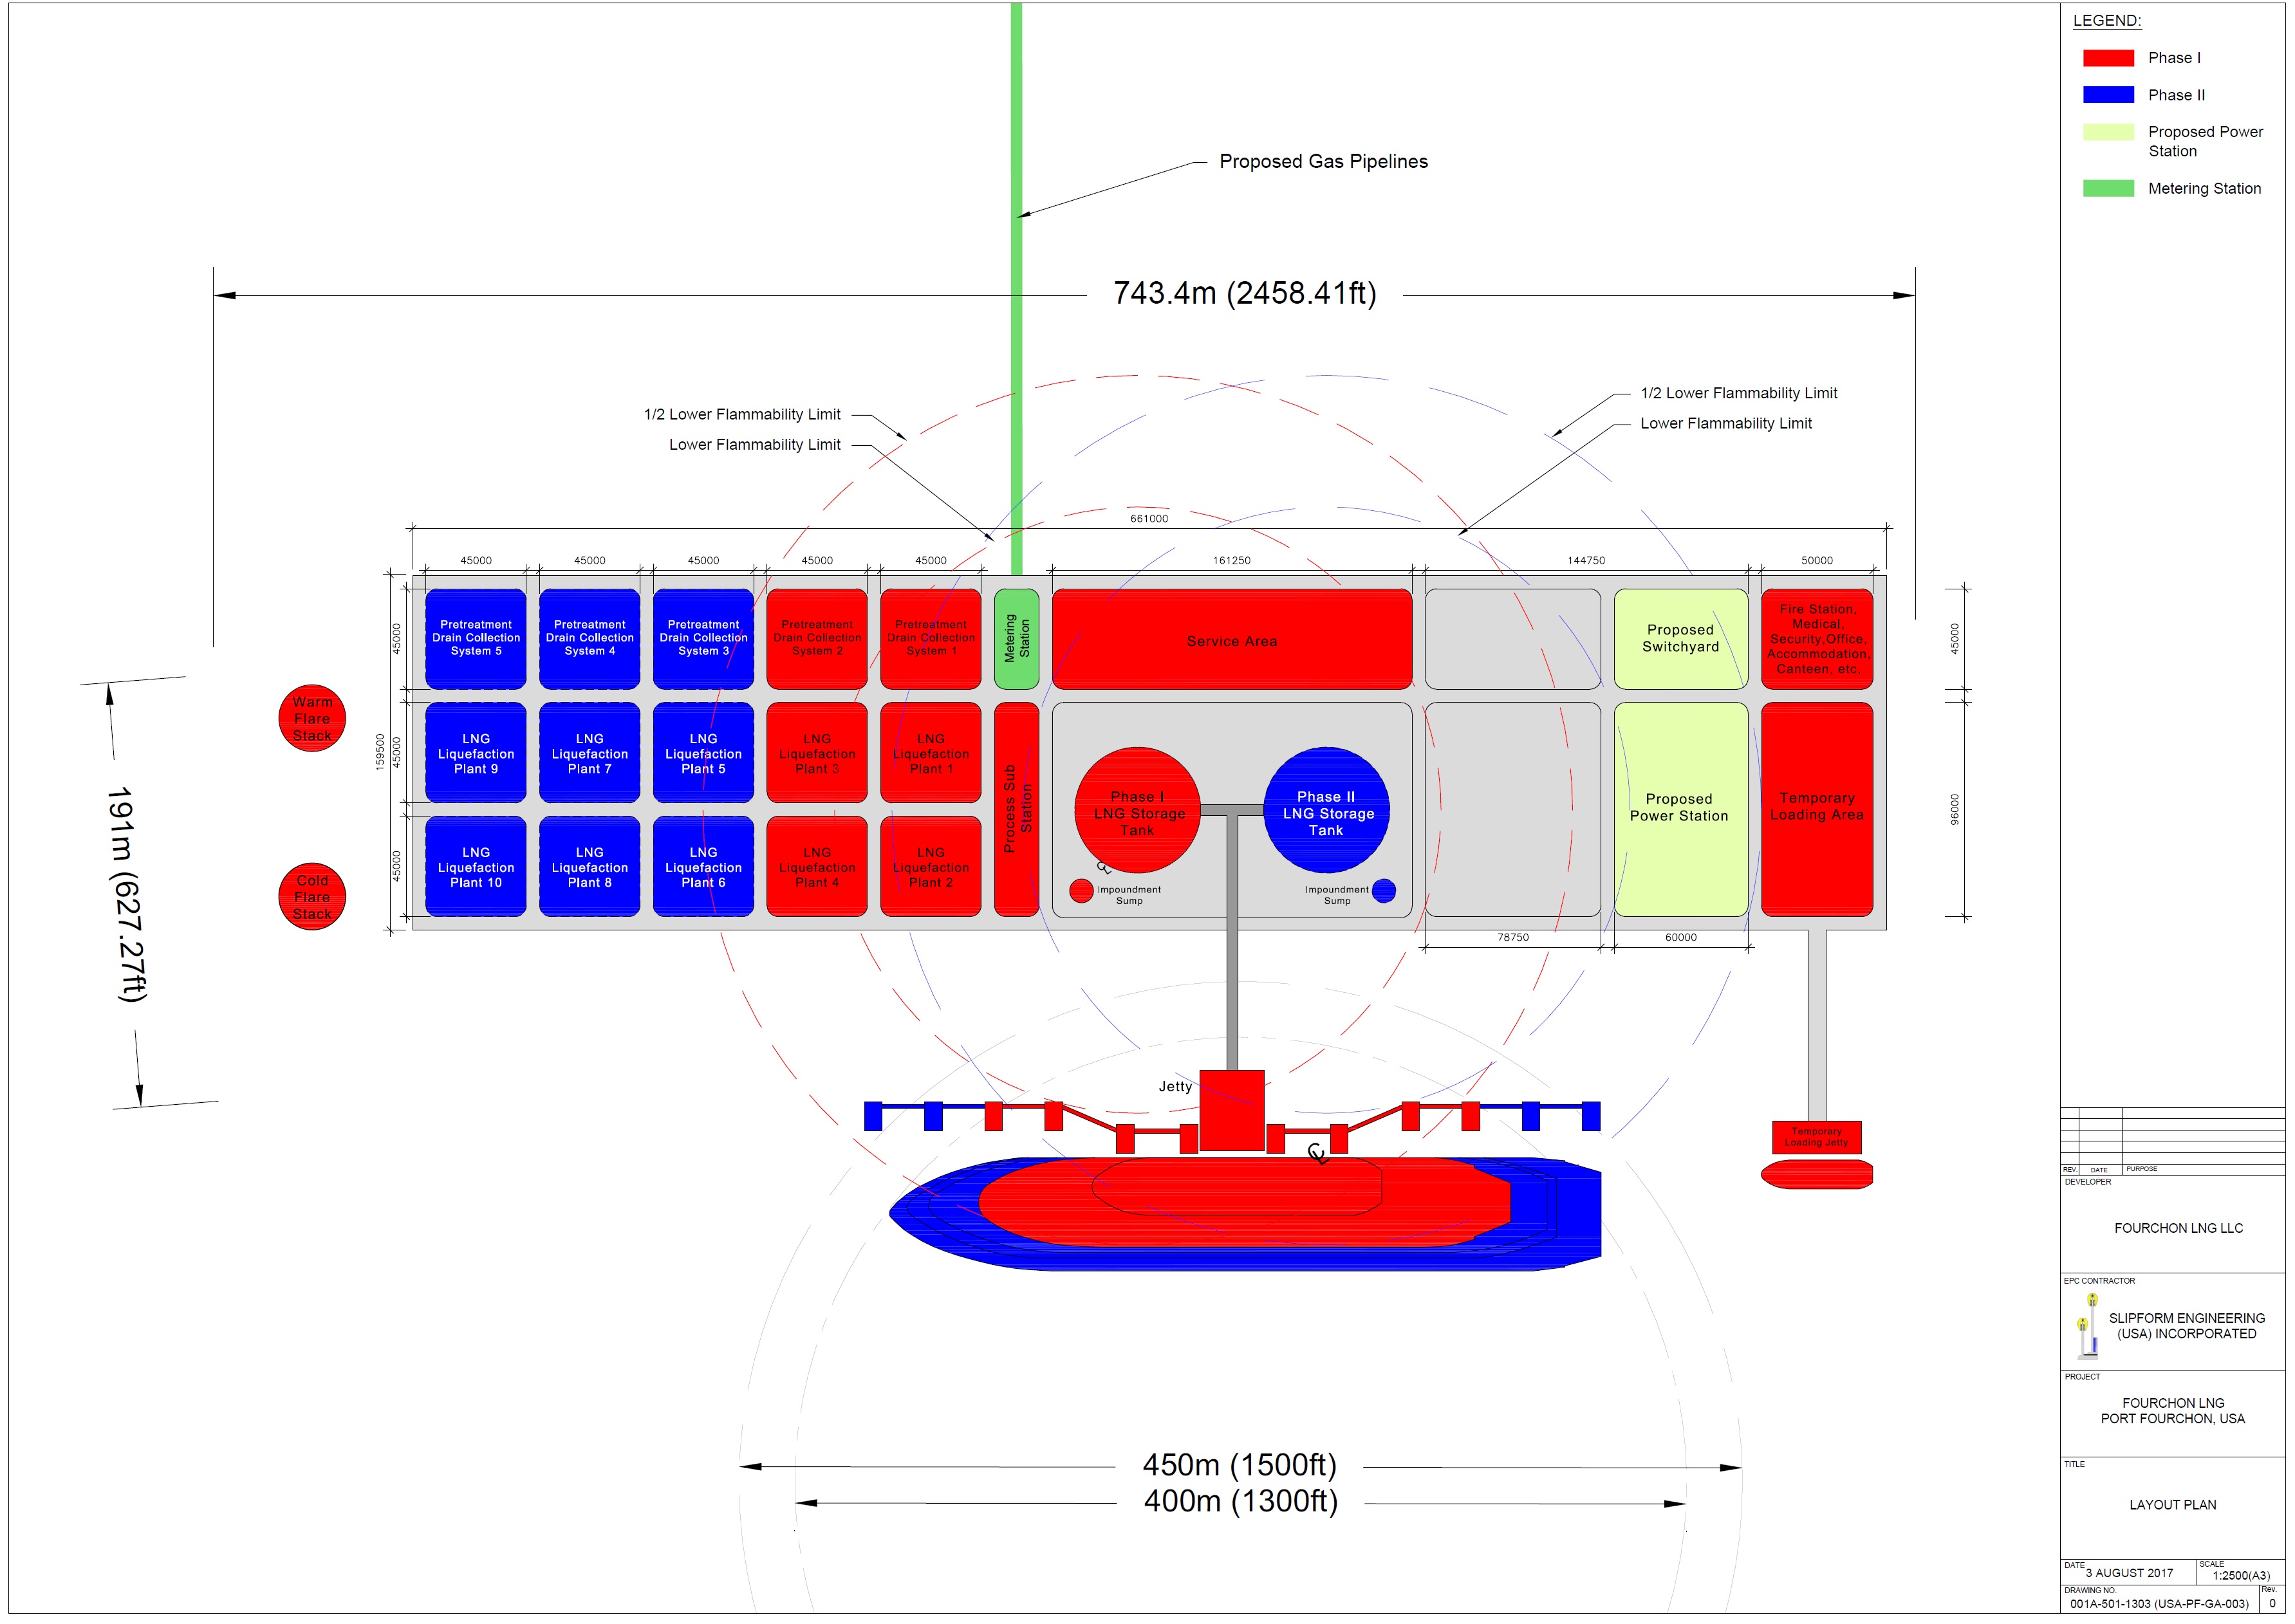 LEGEND:
Phase I
Phase II
Proposed Power
Station
Metering Station
Proposed Gas Pipelines
743.4m (2458.41ft)
1/2 Lower Flammability Limit
Lower Flammability Limit
1/2 Lower Flammability Limit
Lower Flammability Limit
661000
45000
45000
45000
45000
45000
161250
144750
50000
45000
Pretreatment
Drain Collection
System 5
Pretreatment
Drain Collection
System 4
Pretreatment
Drain Collection
System 3
Pretreatment
Drain Collection
System 2
Pretreatment
Drain Collection
System 1
Metering
Station
Service Area
Proposed
Switchyard
Fire Station,
Medical,
Security,Office,
Accommodation,
Canteen, etc.
45000
Warm
Flare
Stack
159500
45000
LNG
Liquefaction
Plant 9
LNG
Liquefaction
Plant 7
LNG
Liquefaction
Plant 5
LNG
Liquefaction
Plant 3
LNG
Liquefaction
Plant 1
Process Sub
Station
Phase I
LNG Storage
Tank
Phase II
LNG Storage
Tank
Proposed
Power Station
Temporary
Loading Area
96000
191m (627.27ft)
Cold
Flare
Stack
45000
LNG
Liquefaction
Plant 10
LNG
Liquefaction
Plant 8
LNG
Liquefaction
Plant 6
LNG
Liquefaction
Plant 4
LNG
Liquefaction
Plant 2
CL
Impoundment
Sump
Impoundment
Sump
78750
60000
Jetty
CL
Temporary
Loading Jetty
450m (1500ft)
400m (1300ft)
REV.
DATE
PURPOSE
DEVELOPER
FOURCHON LNG LLC
EPC CONTRACTOR
SLIPFORM ENGINEERING
(USA) INCORPORATED
PROJECT
FOURCHON LNG
PORT FOURCHON, USA
TITLE
LAYOUT PLAN
DATE
3 AUGUST 2017
SCALE
1:2500(A3)
DRAWING NO.
001A-501-1303 (USA-PF-GA-003)
Rev.
0